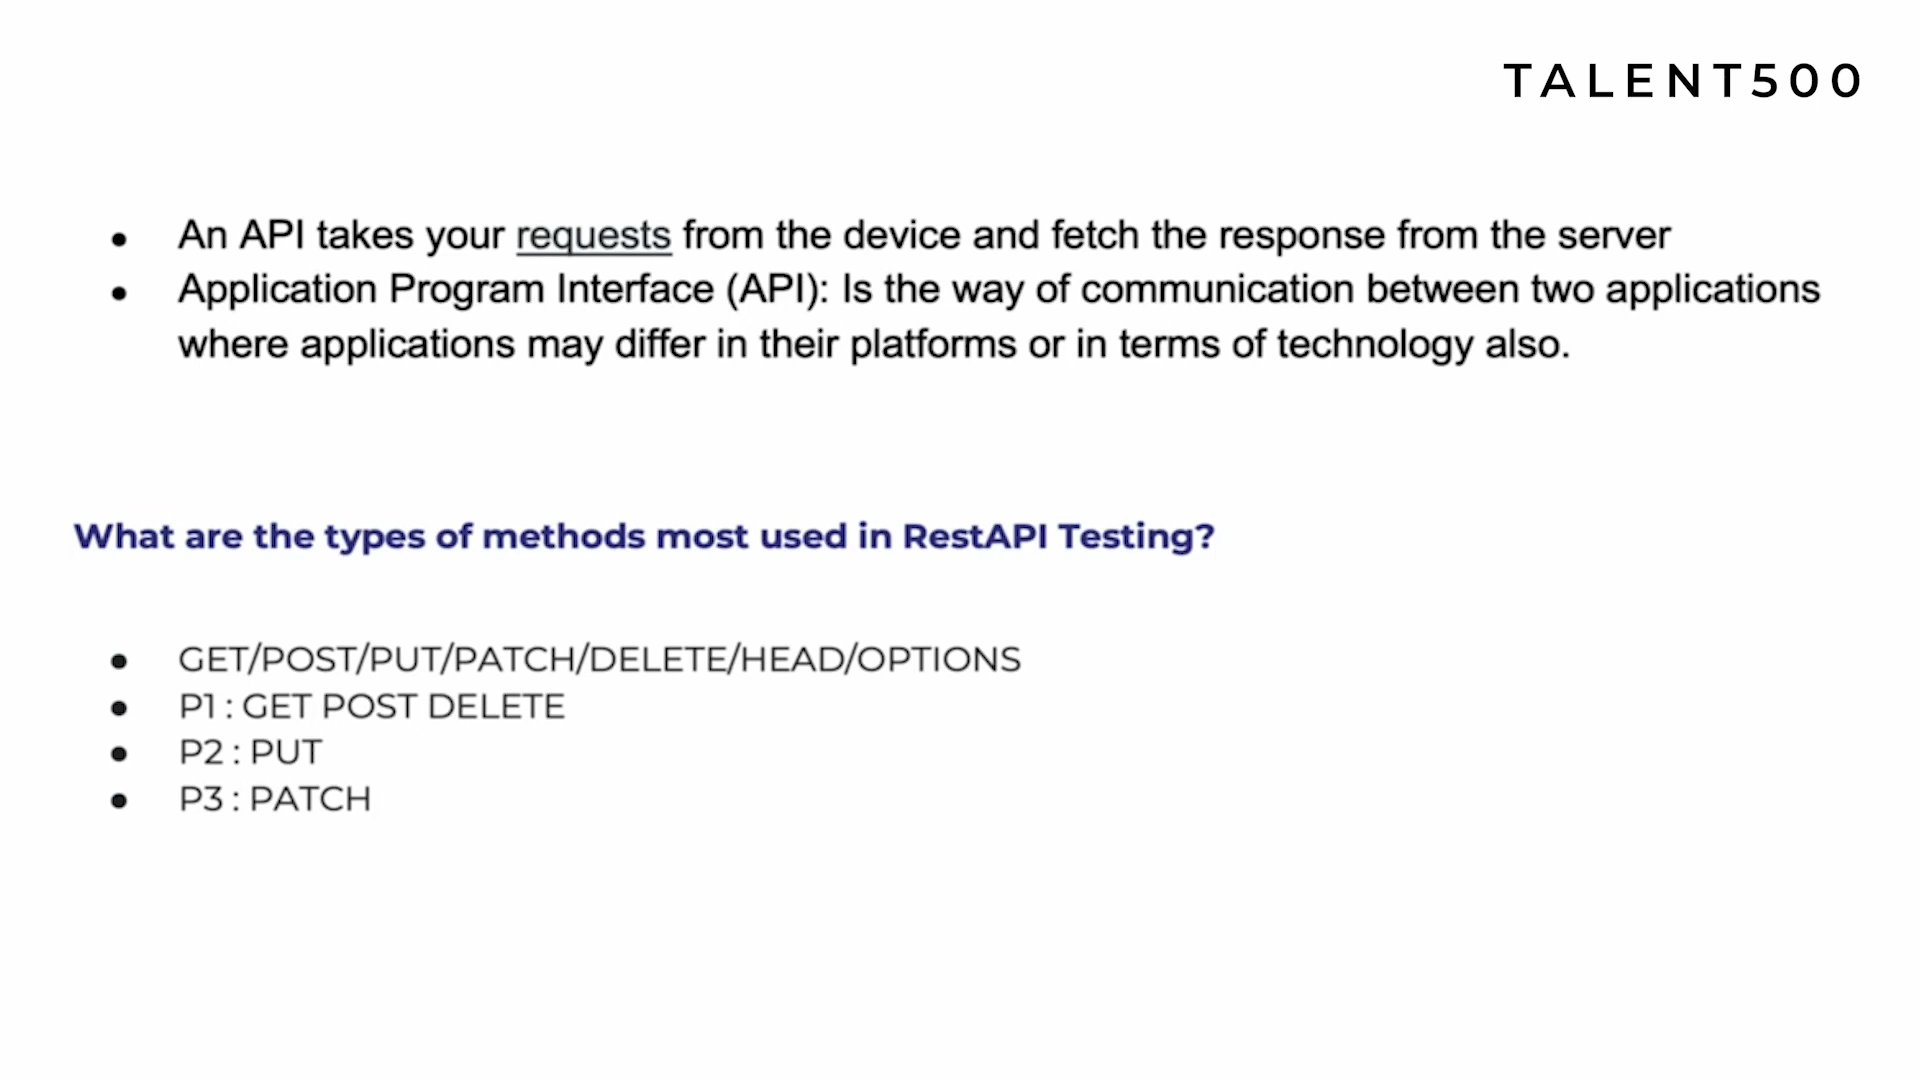 TALENT500
● An API takes your requests from the device and fetch the response from the server
● Application Program Interface (API): Is the way of communication between two applications
where applications may differ in their platforms or in terms of technology also.
What are the types of methods most used in RestAPI Testing?
● GET/POST/PUT/PATCH/DELETE/HEAD/OPTIONS
● P1 : GET POST DELETE
● P2 : PUT
● P3 : PATCH